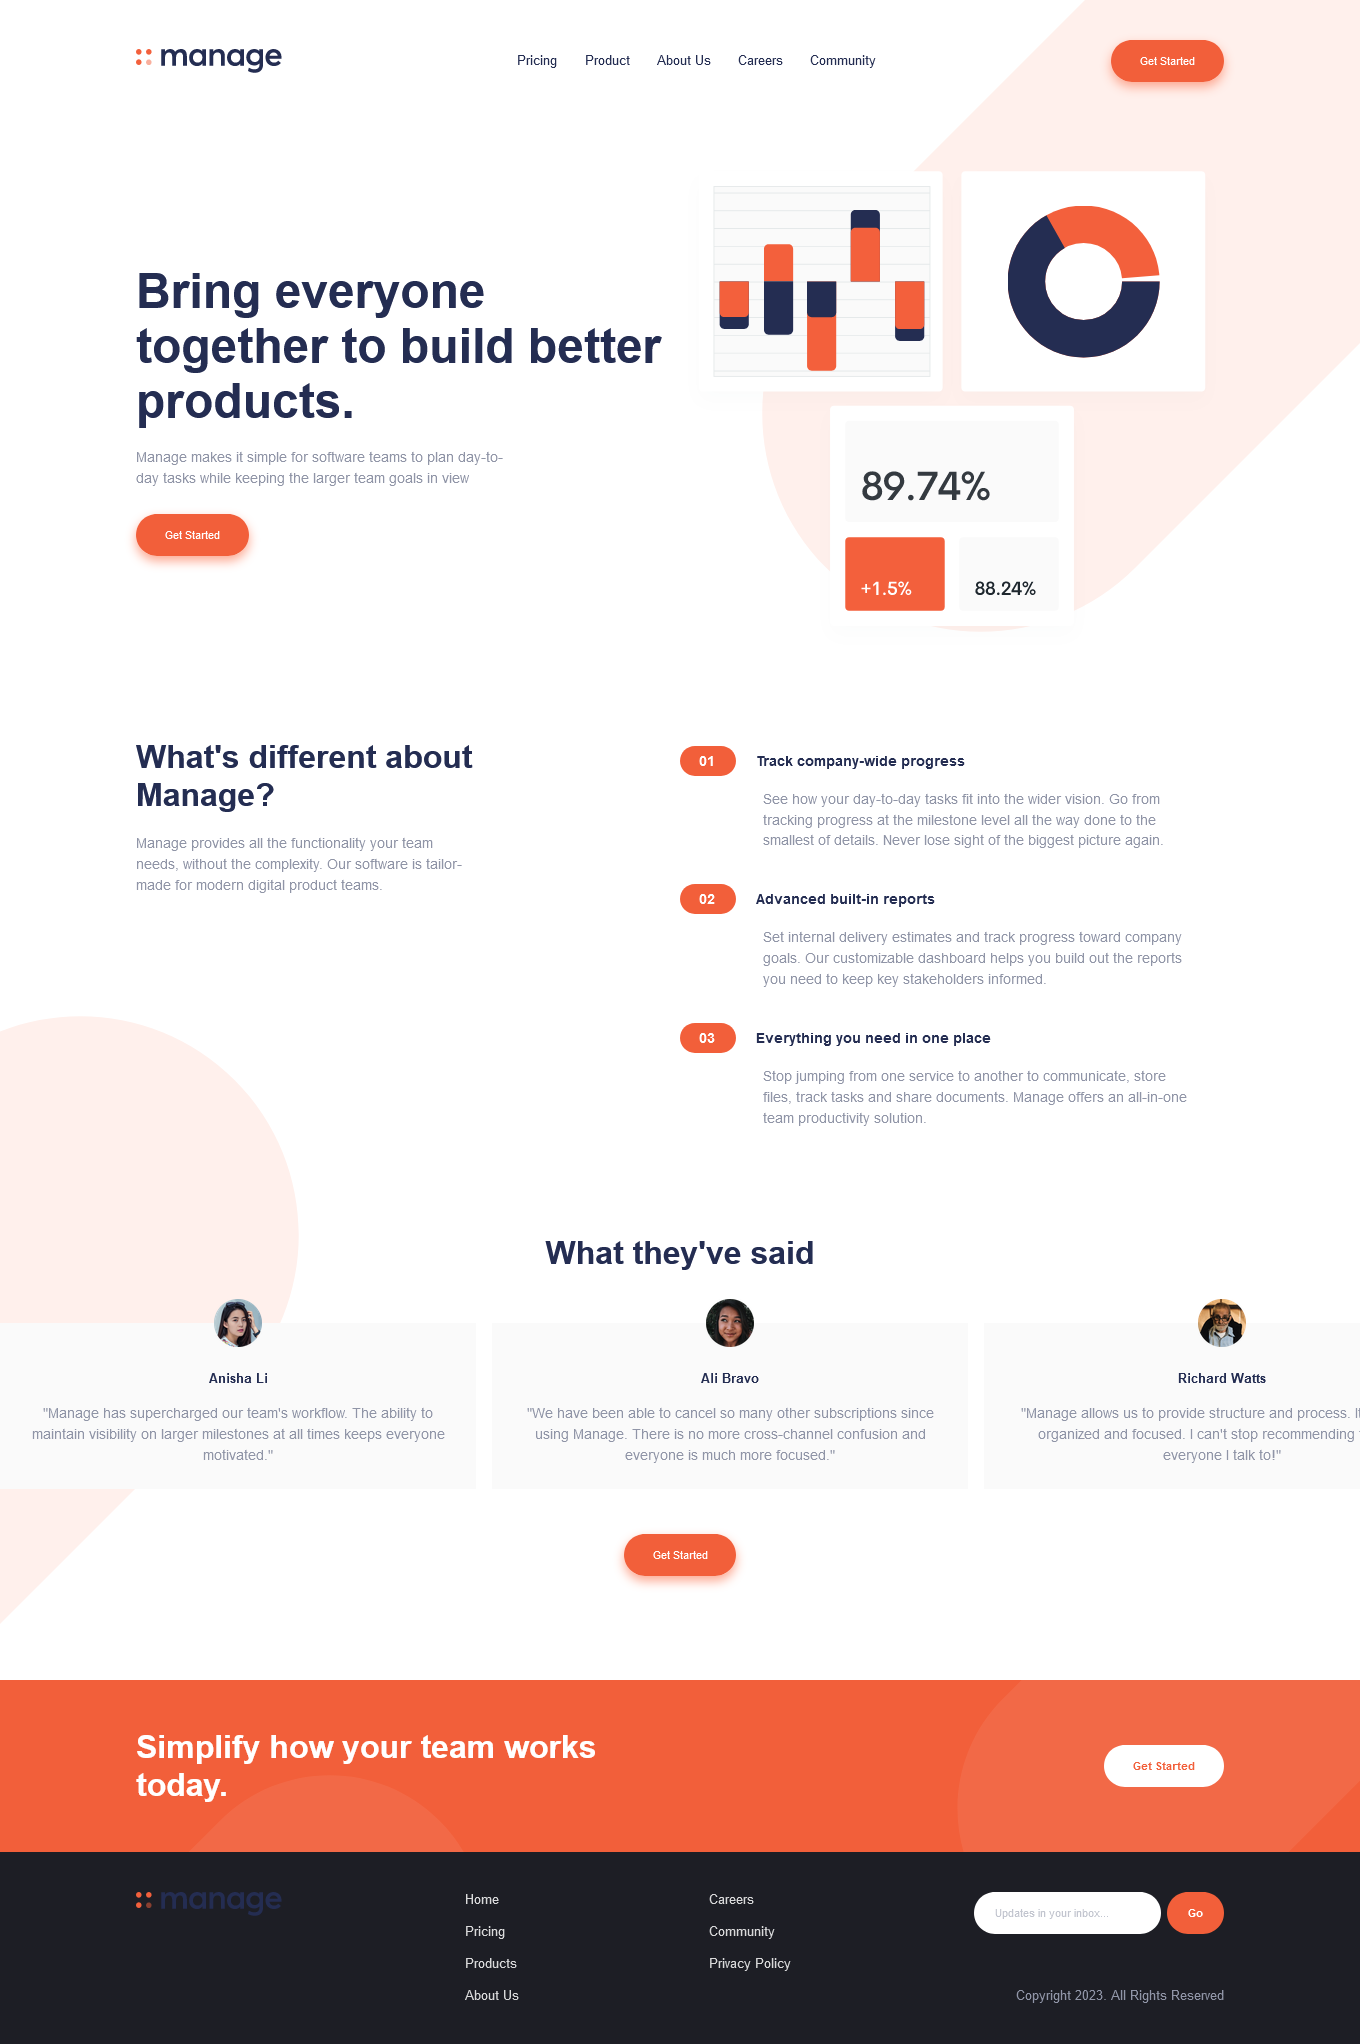 manage
Pricing Product About Us Careers Community
Get Started
Bring everyone
together to build better
products.
Manage makes it simple for software teams to plan day-to-
day tasks while keeping the larger team goals in view
Get Started
89.74%
+1.5%
88.24%
What's different about
Manage?
Manage provides all the functionality your team
needs, without the complexity. Our software is tailor-
made for modern digital product teams.
01 Track company-wide progress
See how your day-to-day tasks fit into the wider vision. Go from
tracking progress at the milestone level all the way done to the
smallest of details. Never lose sight of the biggest picture again.
02 Advanced built-in reports
Set internal delivery estimates and track progress toward company
goals. Our customizable dashboard helps you build out the reports
you need to keep key stakeholders informed.
03 Everything you need in one place
Stop jumping from one service to another to communicate, store
files, track tasks and share documents. Manage offers an all-in-one
team productivity solution.
What they've said
Anisha Li
"Manage has supercharged our team's workflow. The ability to
maintain visibility on larger milestones at all times keeps everyone
motivated."
Ali Bravo
"We have been able to cancel so many other subscriptions since
using Manage. There is no more cross-channel confusion and
everyone is much more focused."
Richard Watts
"Manage allows us to provide structure and process.
organized and focused. I can't stop recommending
everyone I talk to!"
Get Started
Simplify how your team works
today.
Get Started
manage
Home
Pricing
Products
About Us
Careers
Community
Privacy Policy
Updates in your inbox...
Go
Copyright 2023. All Rights Reserved